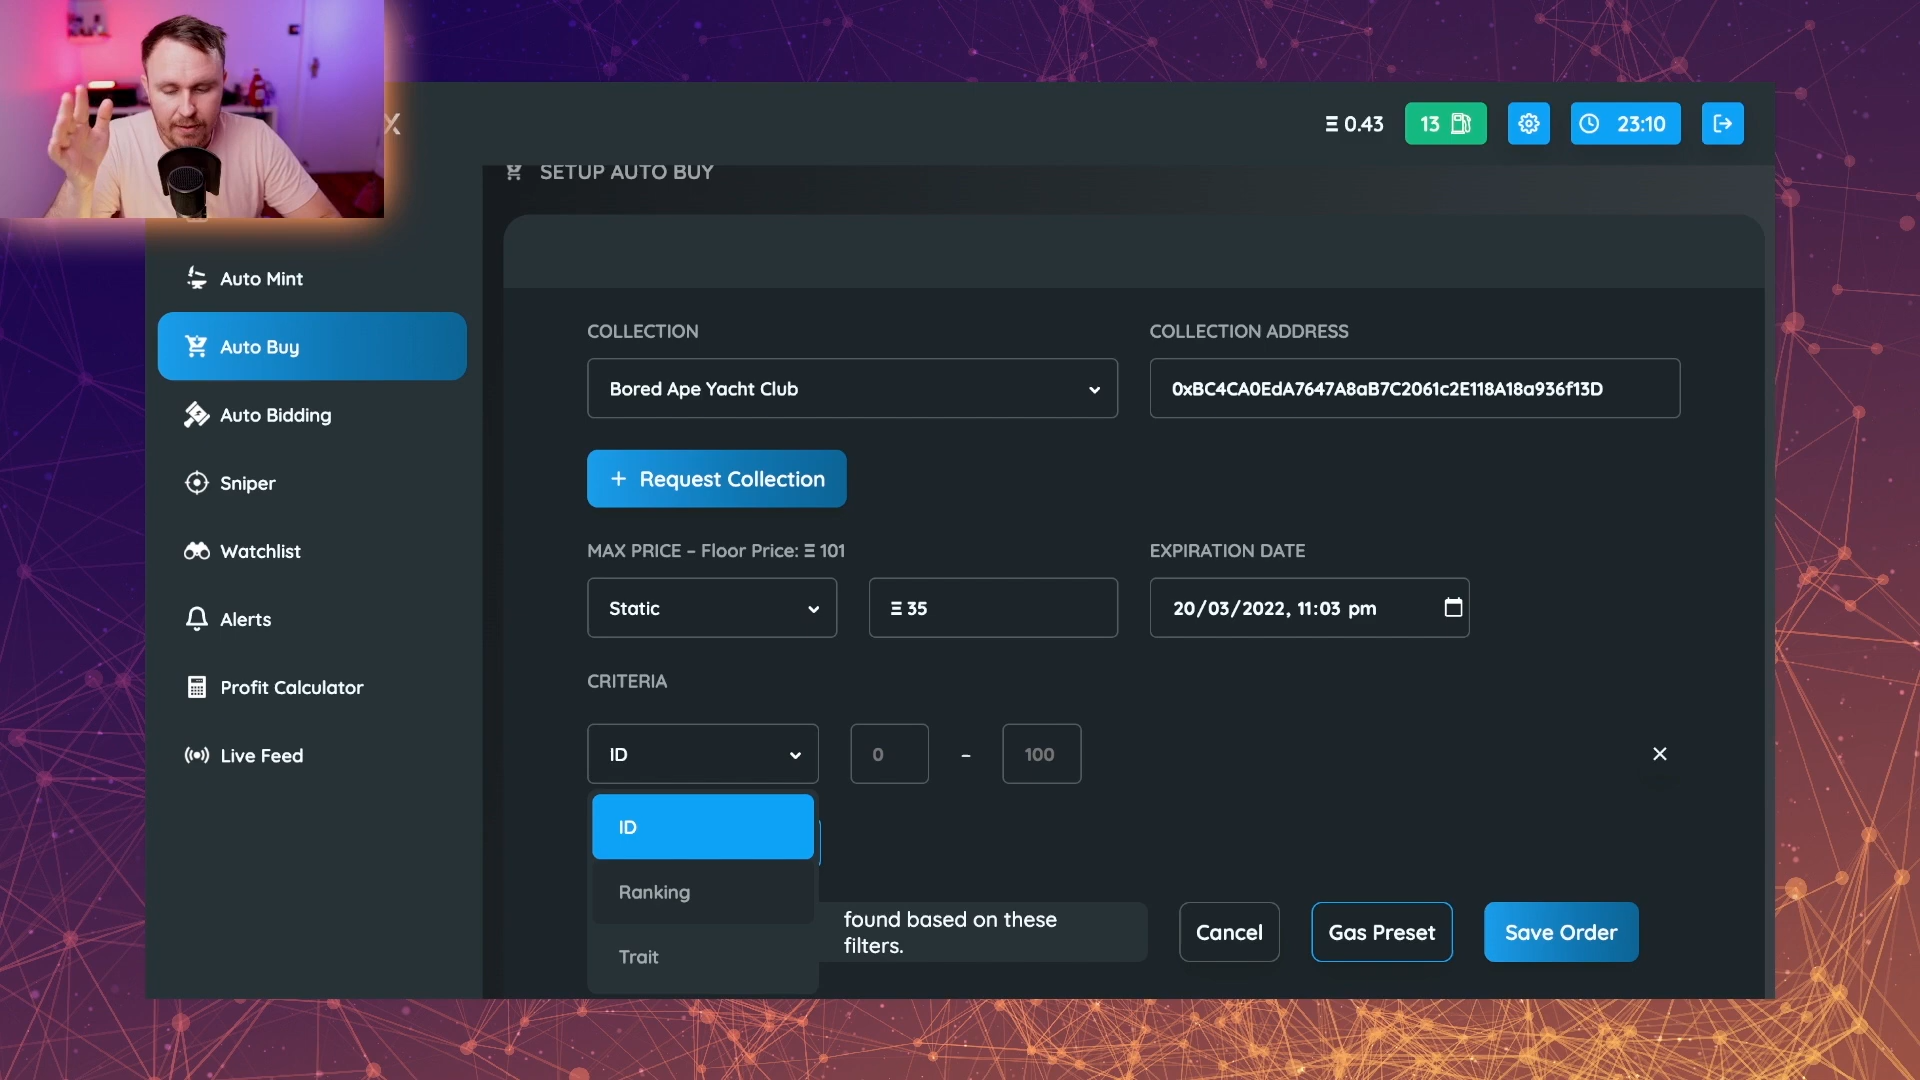 X
Ξ 0.43
13
23:10
SETUP AUTO BUY
Auto Mint
Auto Buy
Auto Bidding
Sniper
Watchlist
Alerts
Profit Calculator
Live Feed
COLLECTION
COLLECTION ADDRESS
Bored Ape Yacht Club
0xBC4CA0EdA7647A8aB7C2061c2E118A18a936f13D
+ Request Collection
MAX PRICE – Floor Price: Ξ 101
EXPIRATION DATE
Static
Ξ 35
20/03/2022, 11:03 pm
CRITERIA
ID
0
–
100
ID
Ranking
Trait
found based on these
filters.
Cancel
Gas Preset
Save Order